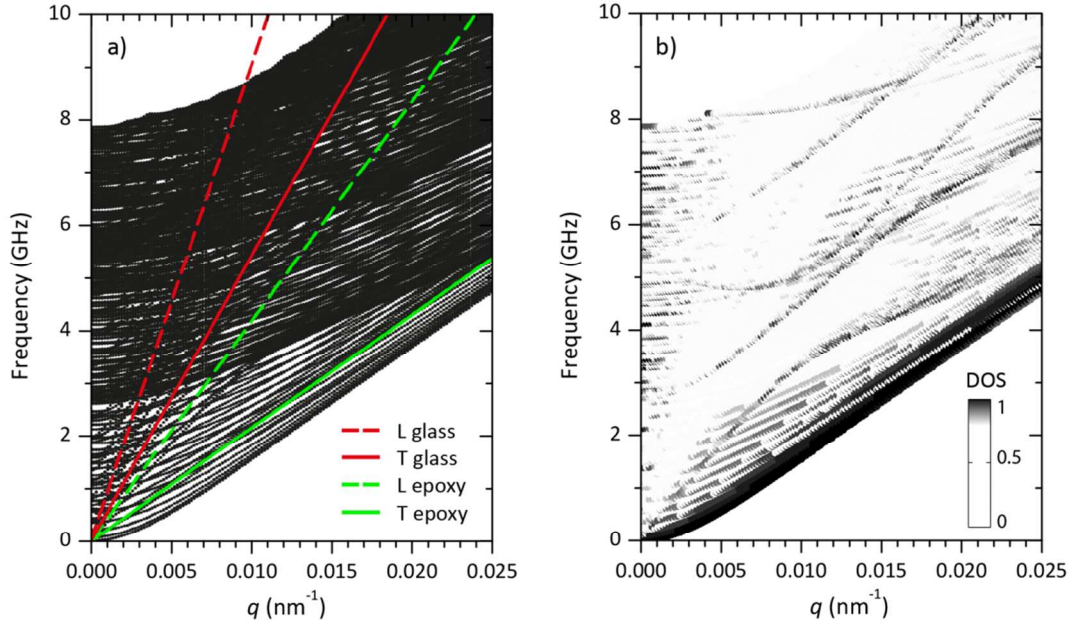 a)
10
8
6
4
2
0
Frequency (GHz)
L glass
T glass
L epoxy
T epoxy
0.000 0.005 0.010 0.015 0.020 0.025
q (nm⁻¹)
b)
10
8
6
4
2
0
Frequency (GHz)
DOS
1
0.5
0
0.000 0.005 0.010 0.015 0.020 0.025
q (nm⁻¹)